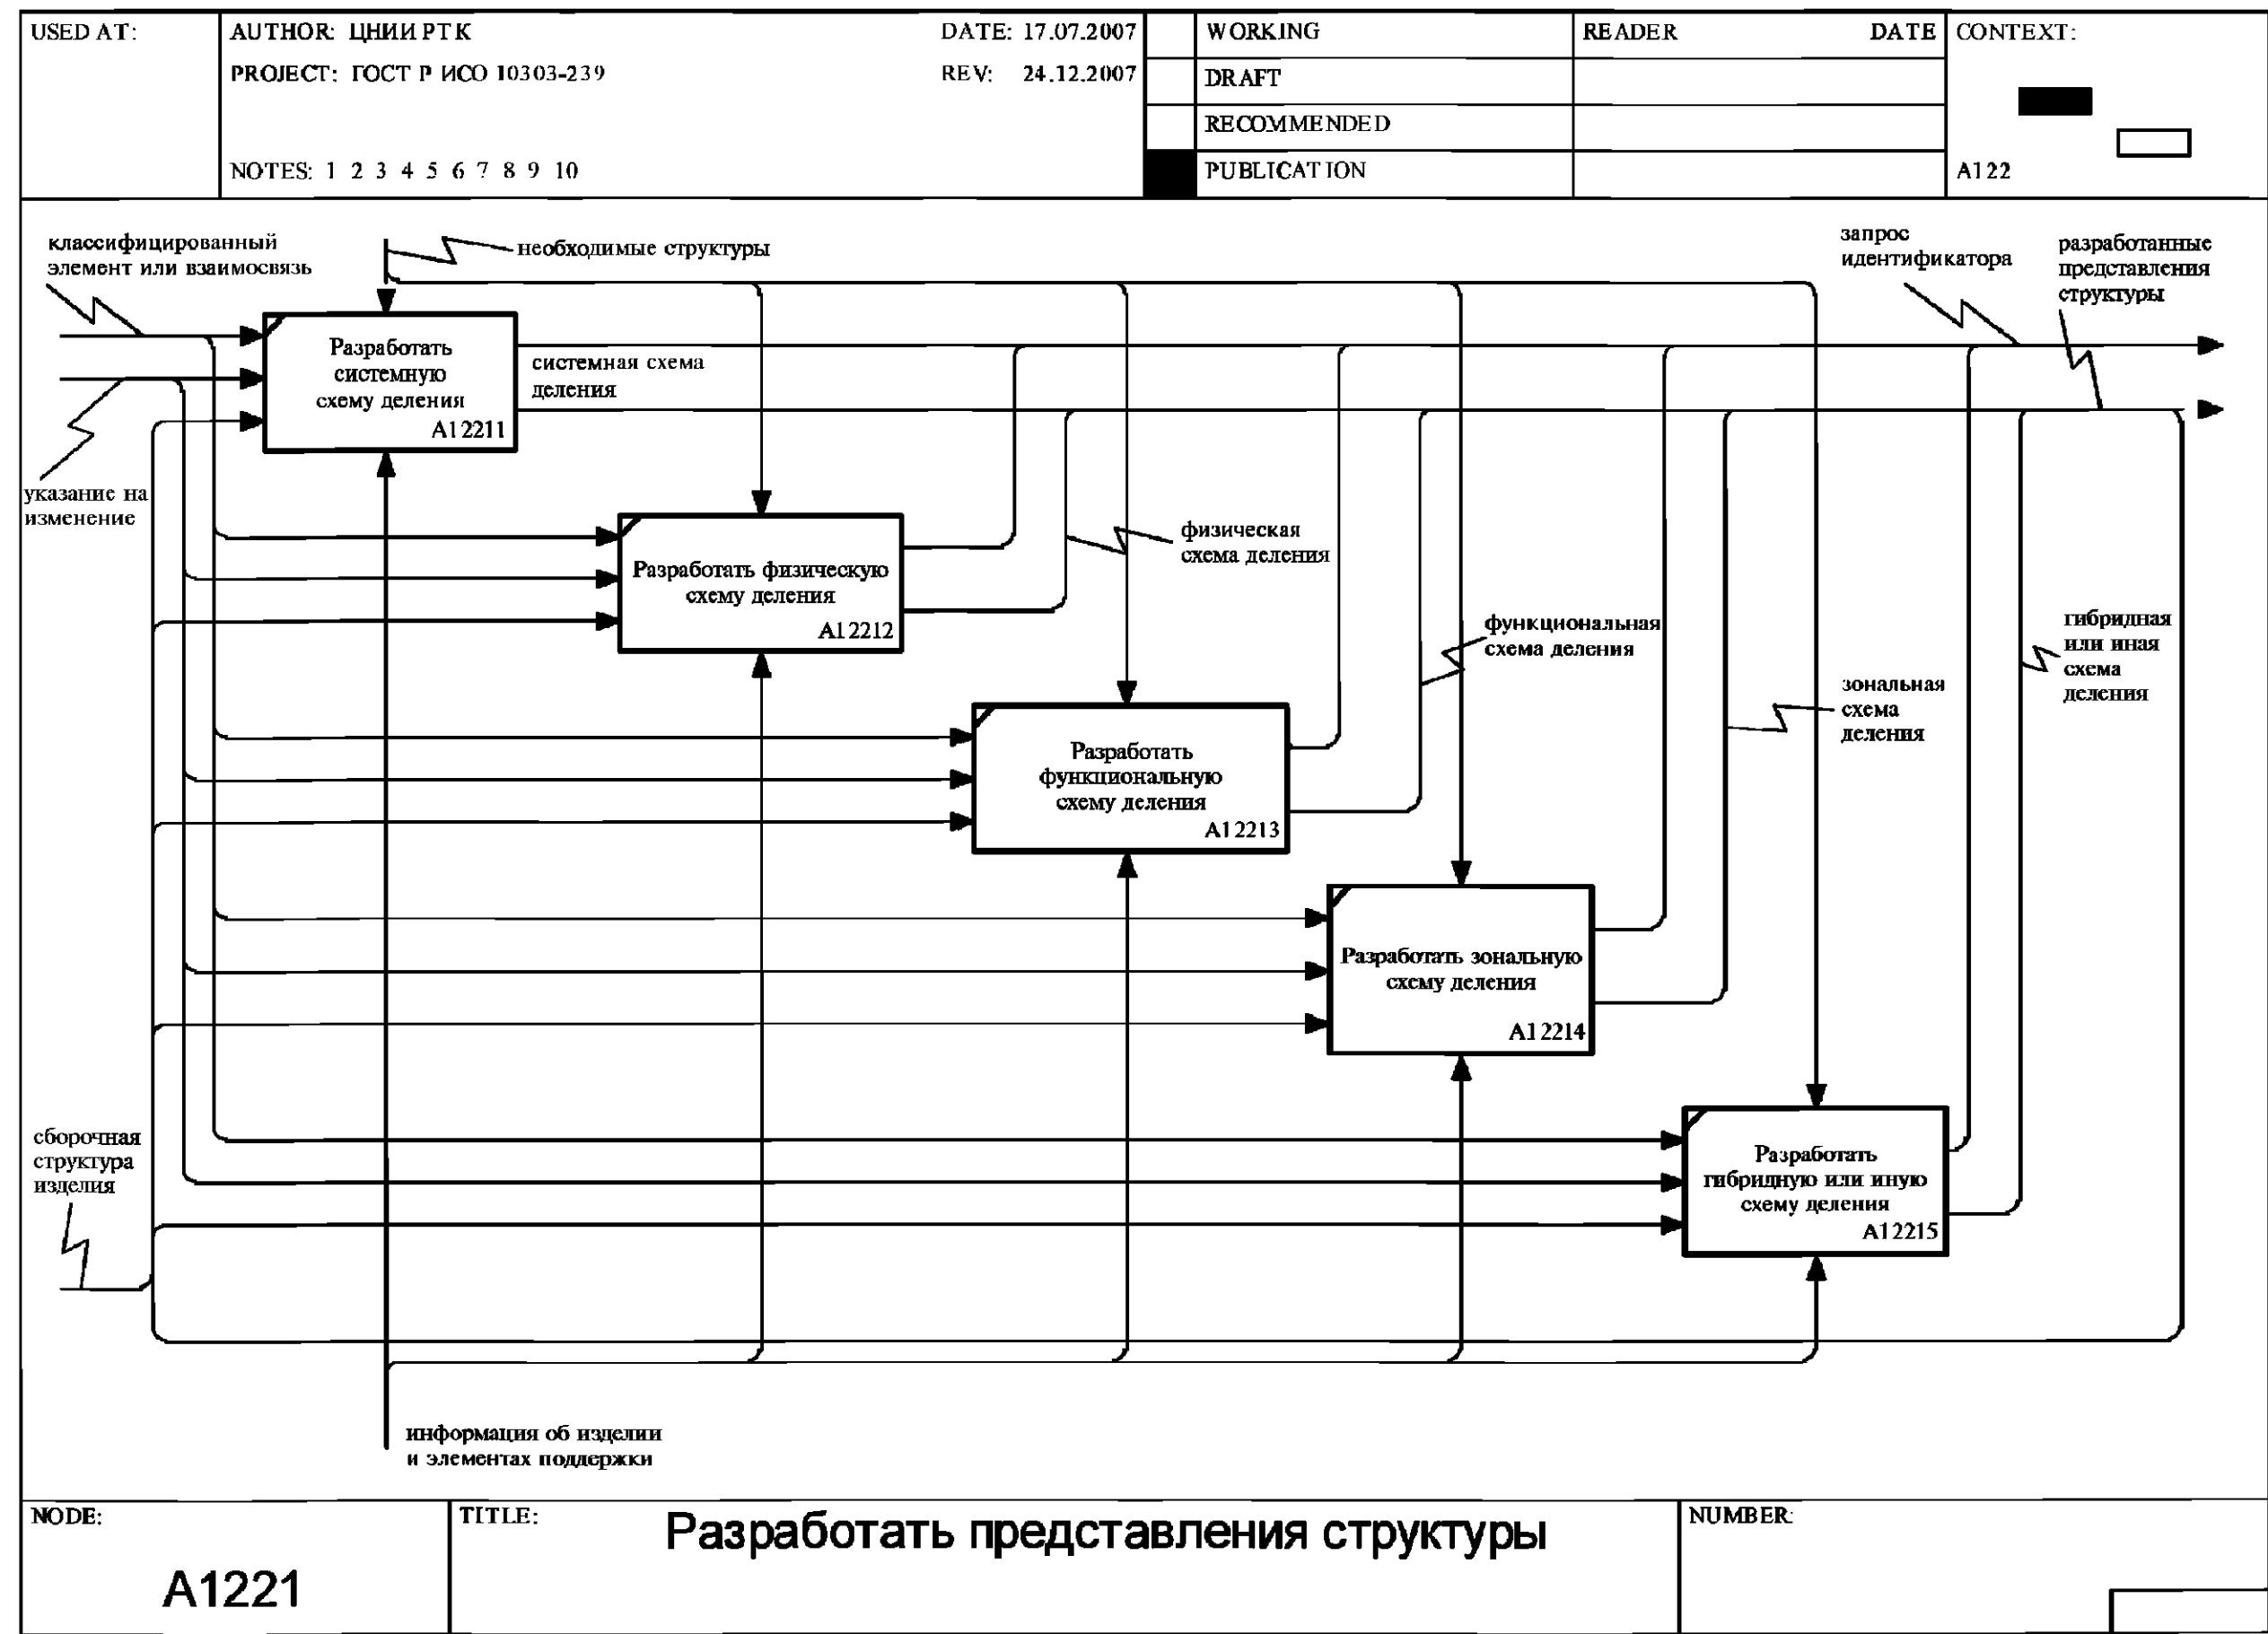 USED AT:
AUTHOR: ЦНИИ РТК
DATE: 17.07.2007
PROJECT: ГОСТ Р ИСО 10303-239
REV: 24.12.2007
NOTES: 1 2 3 4 5 6 7 8 9 10
WORKING
DRAFT
RECOMMENDED
PUBLICATION
READER DATE
CONTEXT:
A122
классифицированный
элемент или взаимосвязь
необходимые структуры
запрос
идентификатора
разработанные
представления
структуры
Разработать
системную
схему деления
A12211
системная схема
деления
указание на
изменение
Разработать физическую
схему деления
A12212
физическая
схема деления
Разработать
функциональную
схему деления
A12213
функциональная
схема деления
гибридная
или иная
схема
деления
зональная
схема
деления
Разработать зональную
схему деления
A12214
сборочная
структура
изделия
Разработать
гибридную или иную
схему деления
A12215
информация об изделии
и элементах поддержки
NODE:
A1221
TITLE:
Разработать представления структуры
NUMBER: